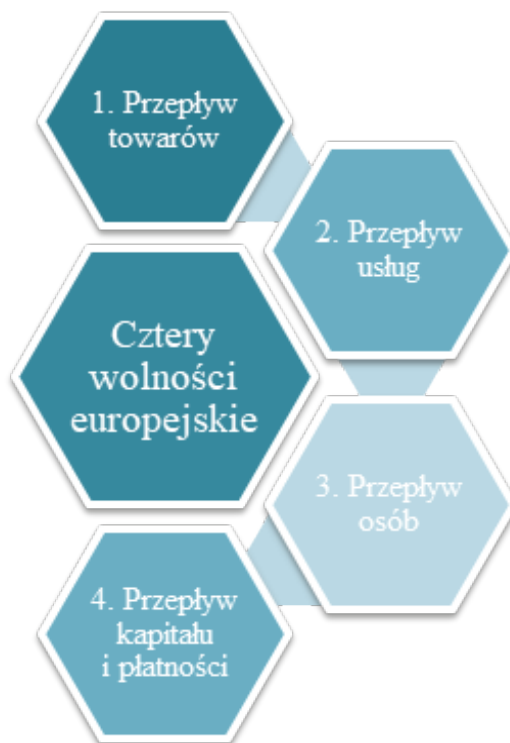 1. Przepływ
towarów
2. Przepływ
usług
Cztery
wolności
europejskie
3. Przepływ
osób
4. Przepływ
kapitału
i płatności